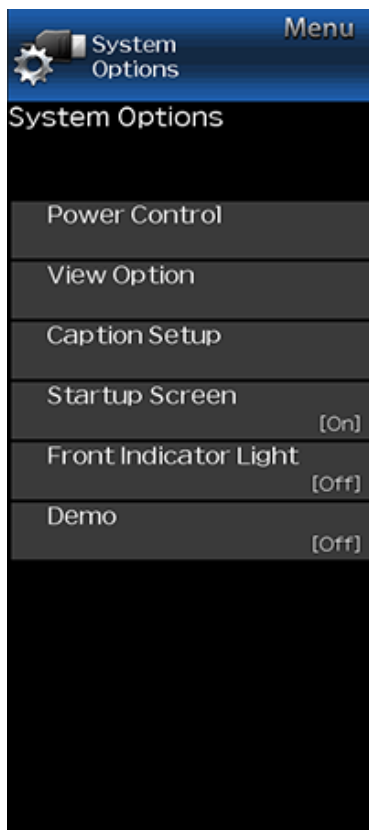 Menu
System
Options
System Options
Power Control
View Option
Caption Setup
Startup Screen
[On]
Front Indicator Light
[Off]
Demo
[Off]